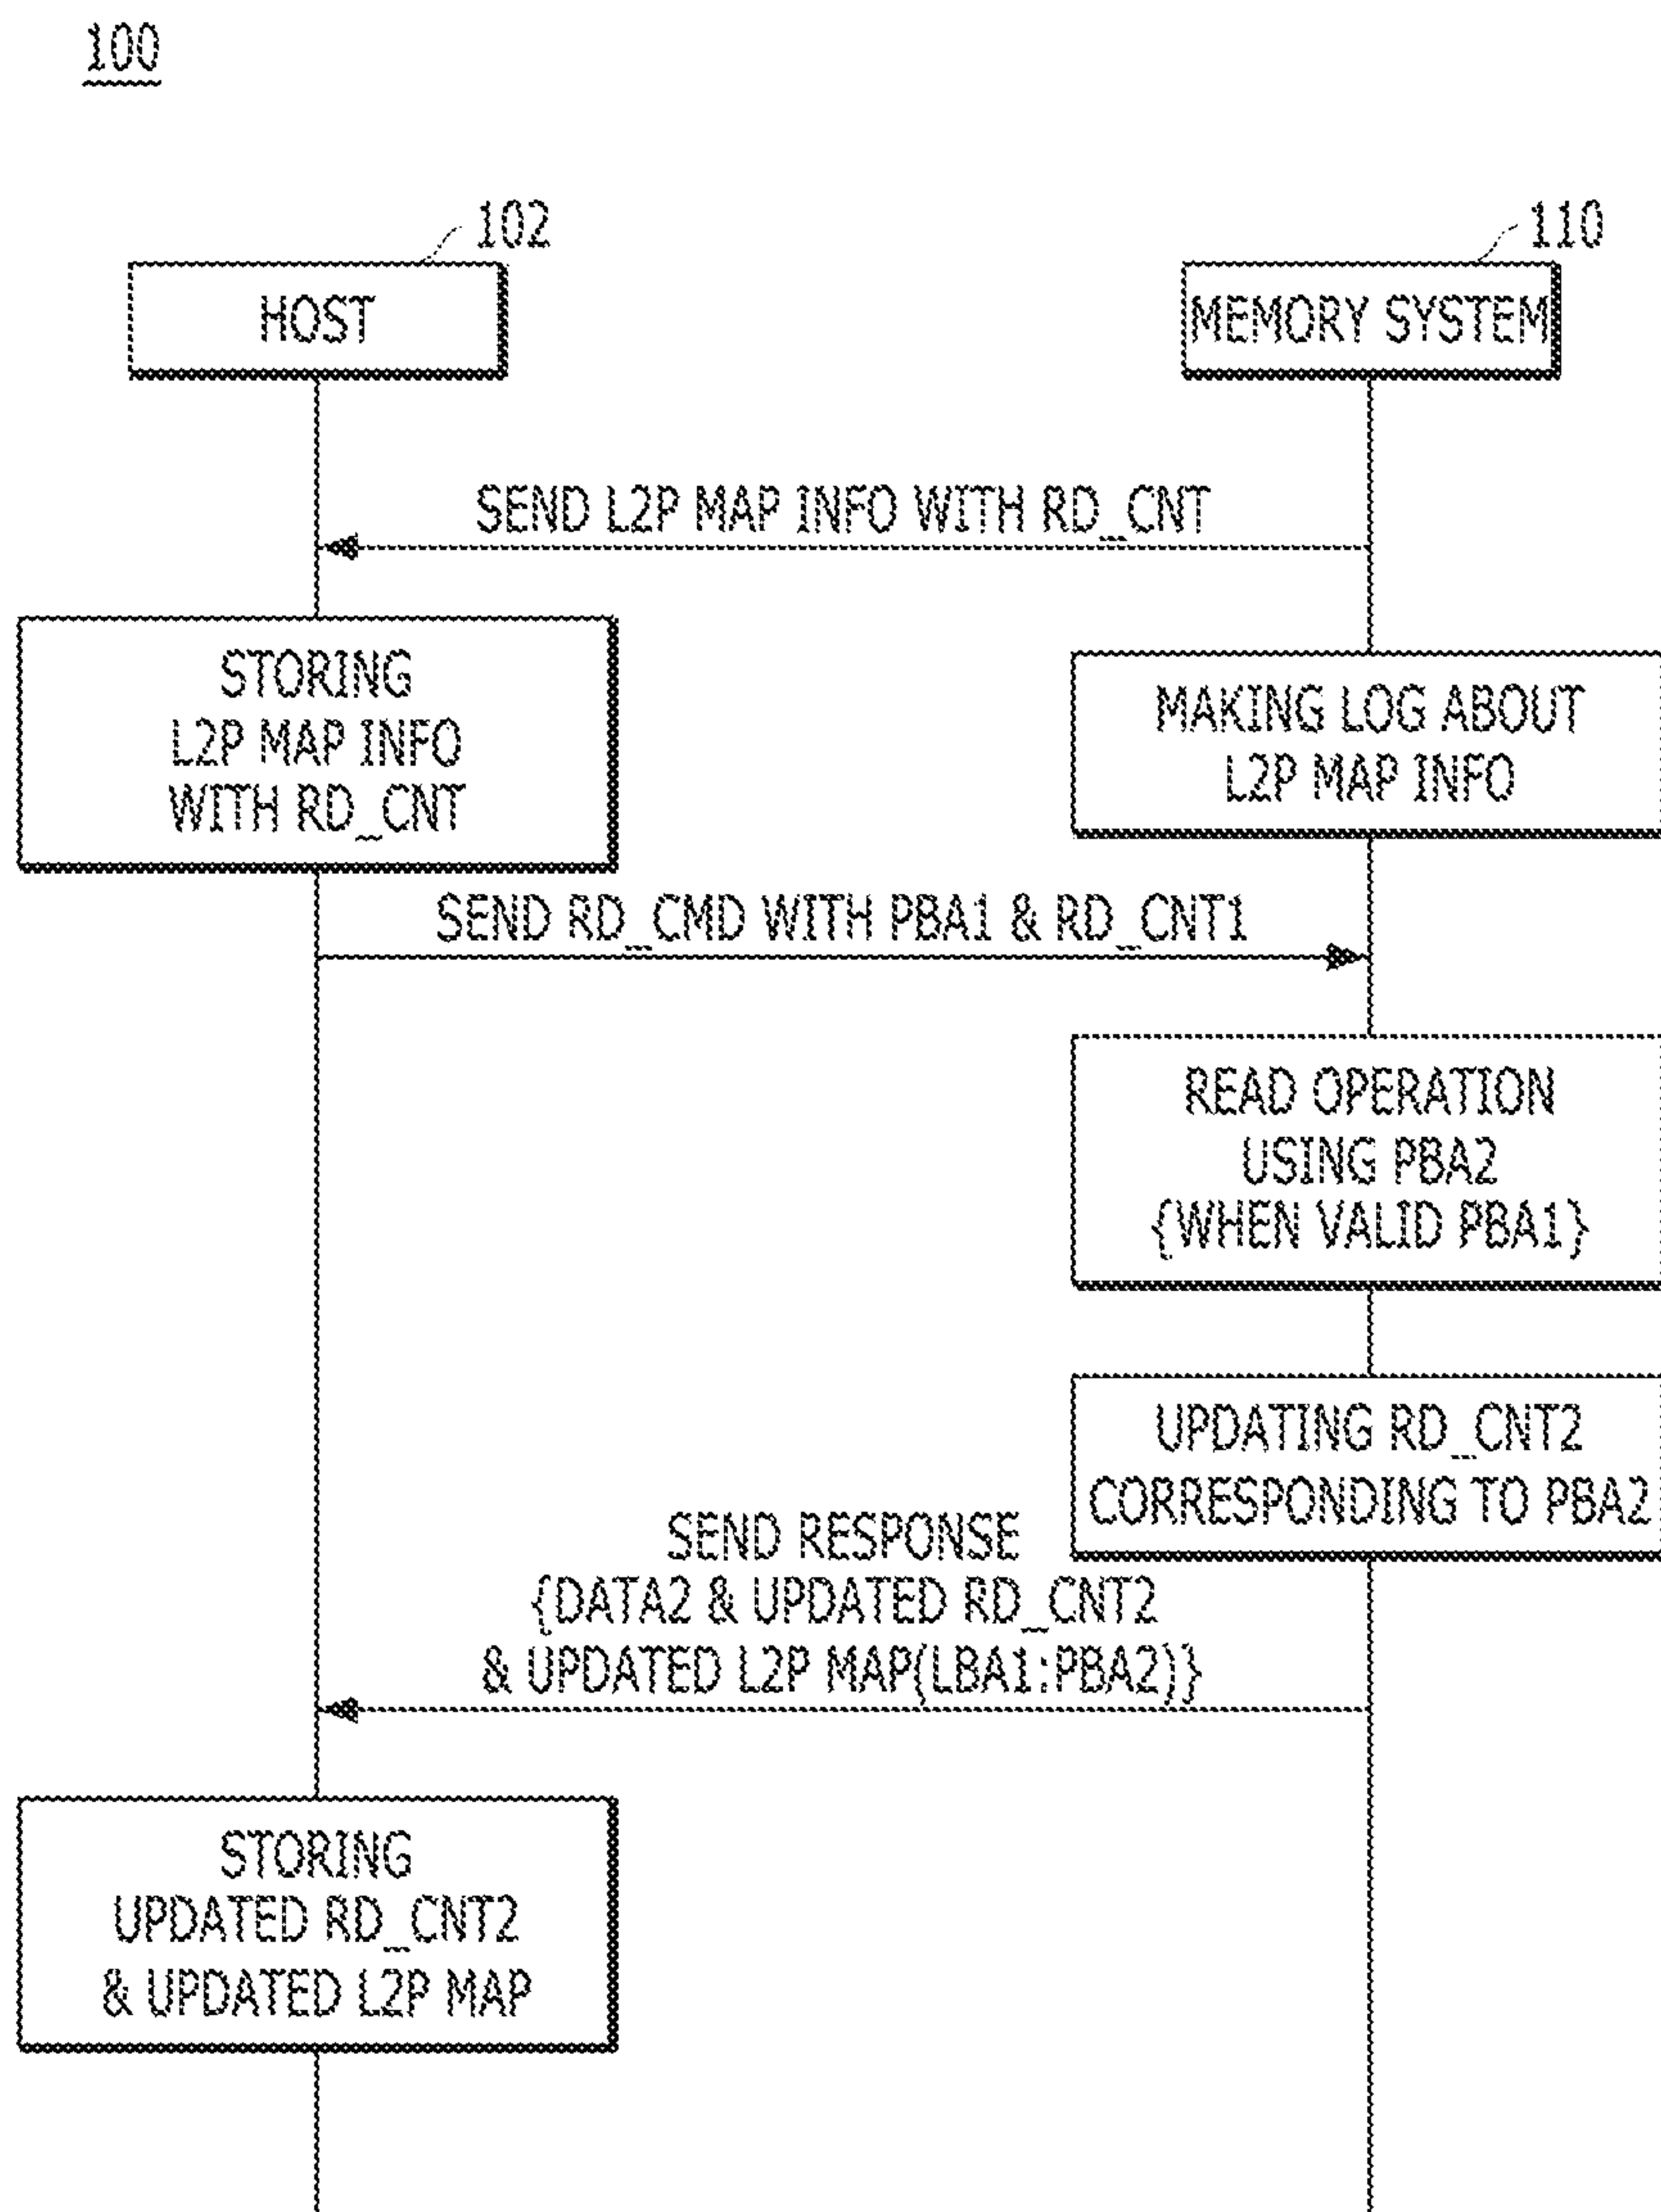 100
102
110
HOST
MEMORY SYSTEM
SEND L2P MAP INFO WITH RD_CNT
STORING
L2P MAP INFO
WITH RD_CNT
MAKING LOG ABOUT
L2P MAP INFO
SEND RD_CMD WITH PBA1 & RD_CNT1
READ OPERATION
USING PBA2
{WHEN VALID PBA1}
UPDATING RD_CNT2
CORRESPONDING TO PBA2
SEND RESPONSE
{DATA2 & UPDATED RD_CNT2
& UPDATED L2P MAP(LBA1:PBA2)}
STORING
UPDATED RD_CNT2
& UPDATED L2P MAP